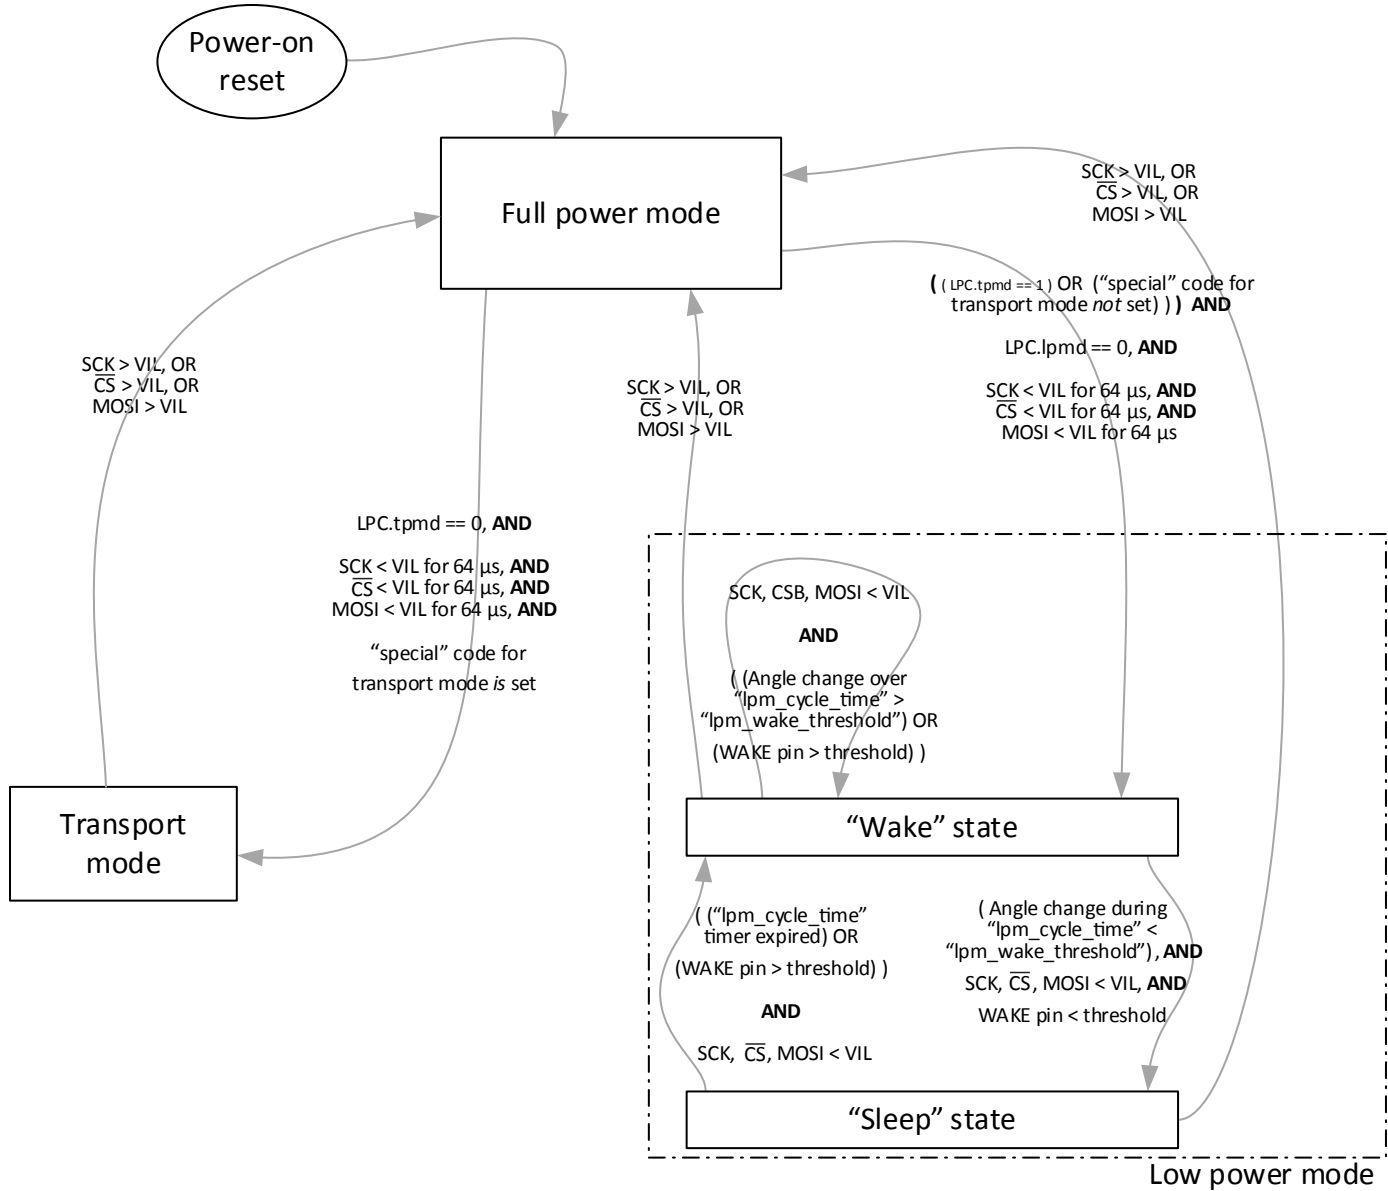 Power-on
reset
Full power mode
SCK > VIL, OR
C̅S̅ > VIL, OR
MOSI > VIL
( ( LPC.tpmd == 1 ) OR (“special” code for
transport mode not set) ) ) AND
LPC.lpmd == 0, AND
SCK < VIL for 64 µs, AND
C̅S̅ < VIL for 64 µs, AND
MOSI < VIL for 64 µs
SCK > VIL, OR
C̅S̅ > VIL, OR
MOSI > VIL
SCK > VIL, OR
C̅S̅ > VIL, OR
MOSI > VIL
LPC.tpmd == 0, AND
SCK < VIL for 64 µs, AND
C̅S̅ < VIL for 64 µs, AND
MOSI < VIL for 64 µs, AND
“special” code for
transport mode is set
SCK, CSB, MOSI < VIL
AND
( (Angle change over
“lpm_cycle_time” >
“lpm_wake_threshold”) OR
(WAKE pin > threshold) )
Transport
mode
“Wake” state
( (“lpm_cycle_time”
timer expired) OR
(WAKE pin > threshold) )
AND
SCK, C̅S̅, MOSI < VIL
( Angle change during
“lpm_cycle_time” <
“lpm_wake_threshold”) , AND
SCK, C̅S̅, MOSI < VIL, AND
WAKE pin < threshold
“Sleep” state
Low power mode